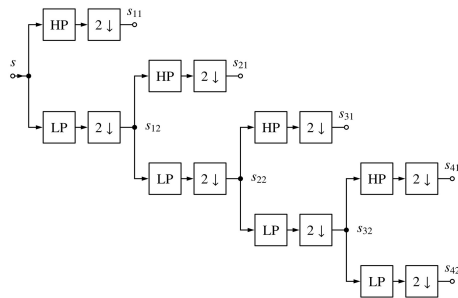 s₁₁
HP 2 ↓
s
s₂₁
HP 2 ↓
LP 2 ↓ s₁₂
s₃₁
HP 2 ↓
LP 2 ↓ s₂₂
s₄₁
HP 2 ↓
LP 2 ↓ s₃₂
s₄₂
LP 2 ↓